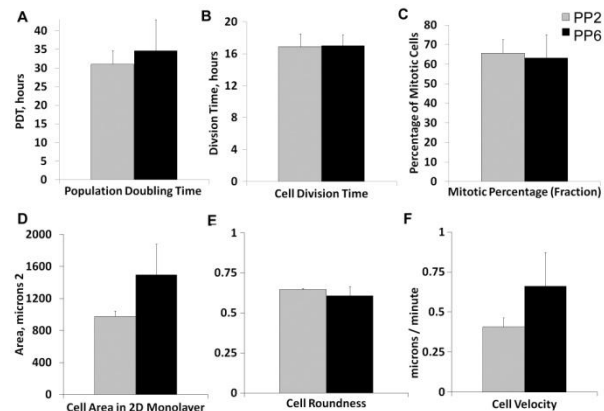 A
B
C
PP2
PP6
PDT, hours
45
40
35
30
25
20
15
10
5
0
Population Doubling Time
Divsion Time, hours
20
16
12
8
4
0
Cell Division Time
Percentage of Mitotic Cells
80
70
60
50
40
30
20
10
0
Mitotic Percentage (Fraction)
D
E
F
Area, microns 2
2000
1600
1200
800
400
0
Cell Area in 2D Monolayer
1
0.75
0.5
0.25
0
Cell Roundness
microns / minute
1
0.75
0.5
0.25
0
Cell Velocity